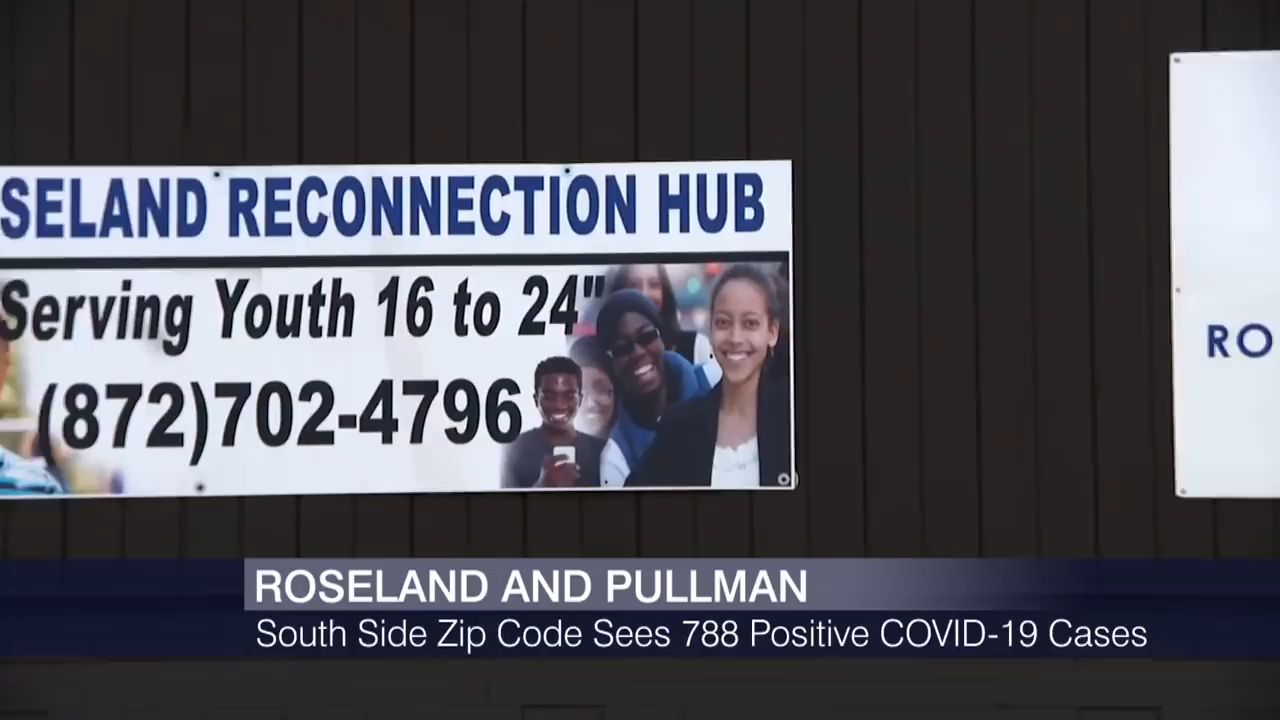 SELAND RECONNECTION HUB
Serving Youth 16 to 24"
(872)702-4796
RO
ROSELAND AND PULLMAN
South Side Zip Code Sees 788 Positive COVID-19 Cases